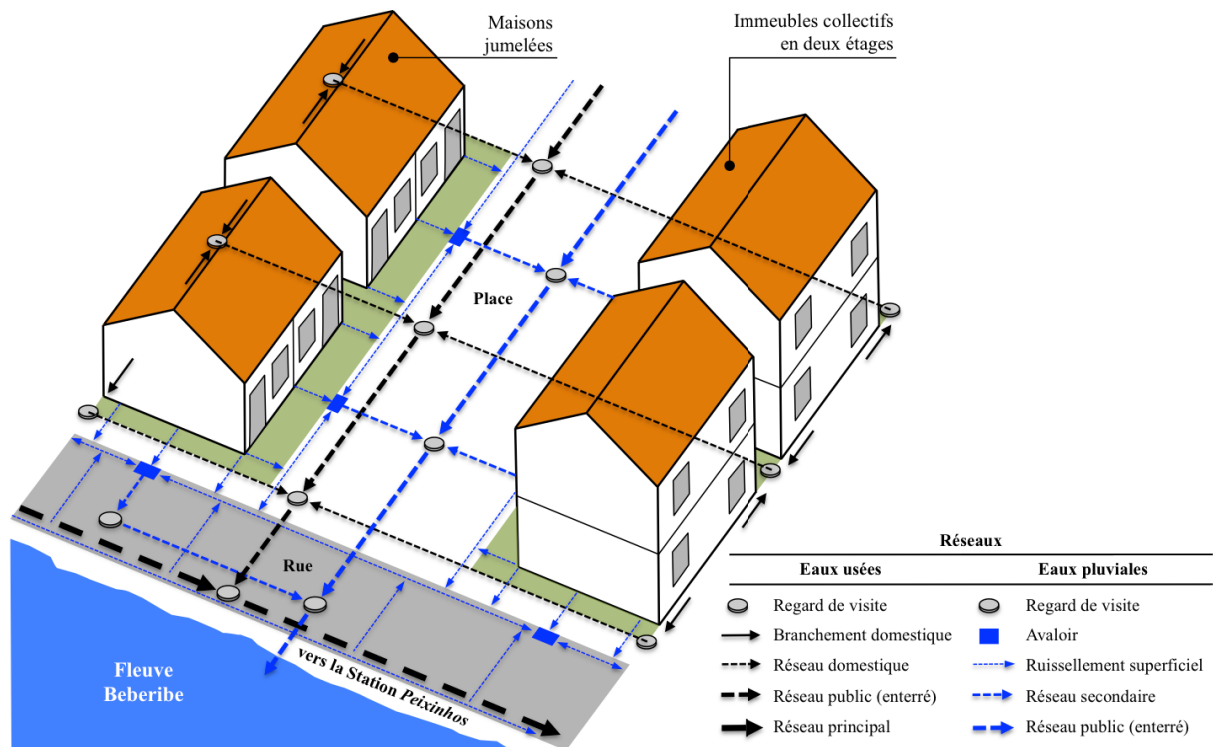 Maisons
jumelées
Immeubles collectifs
en deux étages
Place
Rue
Fleuve
Beberibe
vers la Station Peixinhos
Réseaux
Eaux usées
Eaux pluviales
Regard de visite
Regard de visite
Branchement domestique
Avaloir
Réseau domestique
Ruissellement superficiel
Réseau public (enterré)
Réseau secondaire
Réseau principal
Réseau public (enterré)